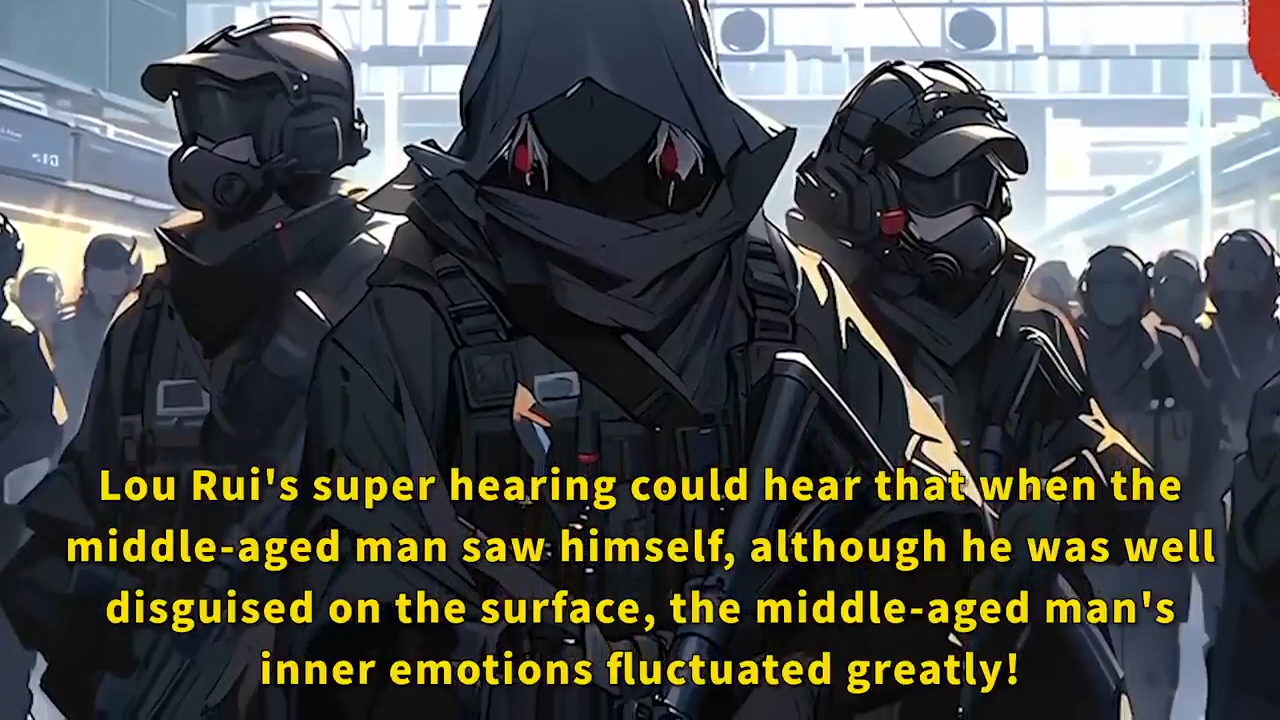 Lou Rui's super hearing could hear that when the
middle-aged man saw himself, although he was well
disguised on the surface, the middle-aged man's
inner emotions fluctuated greatly!